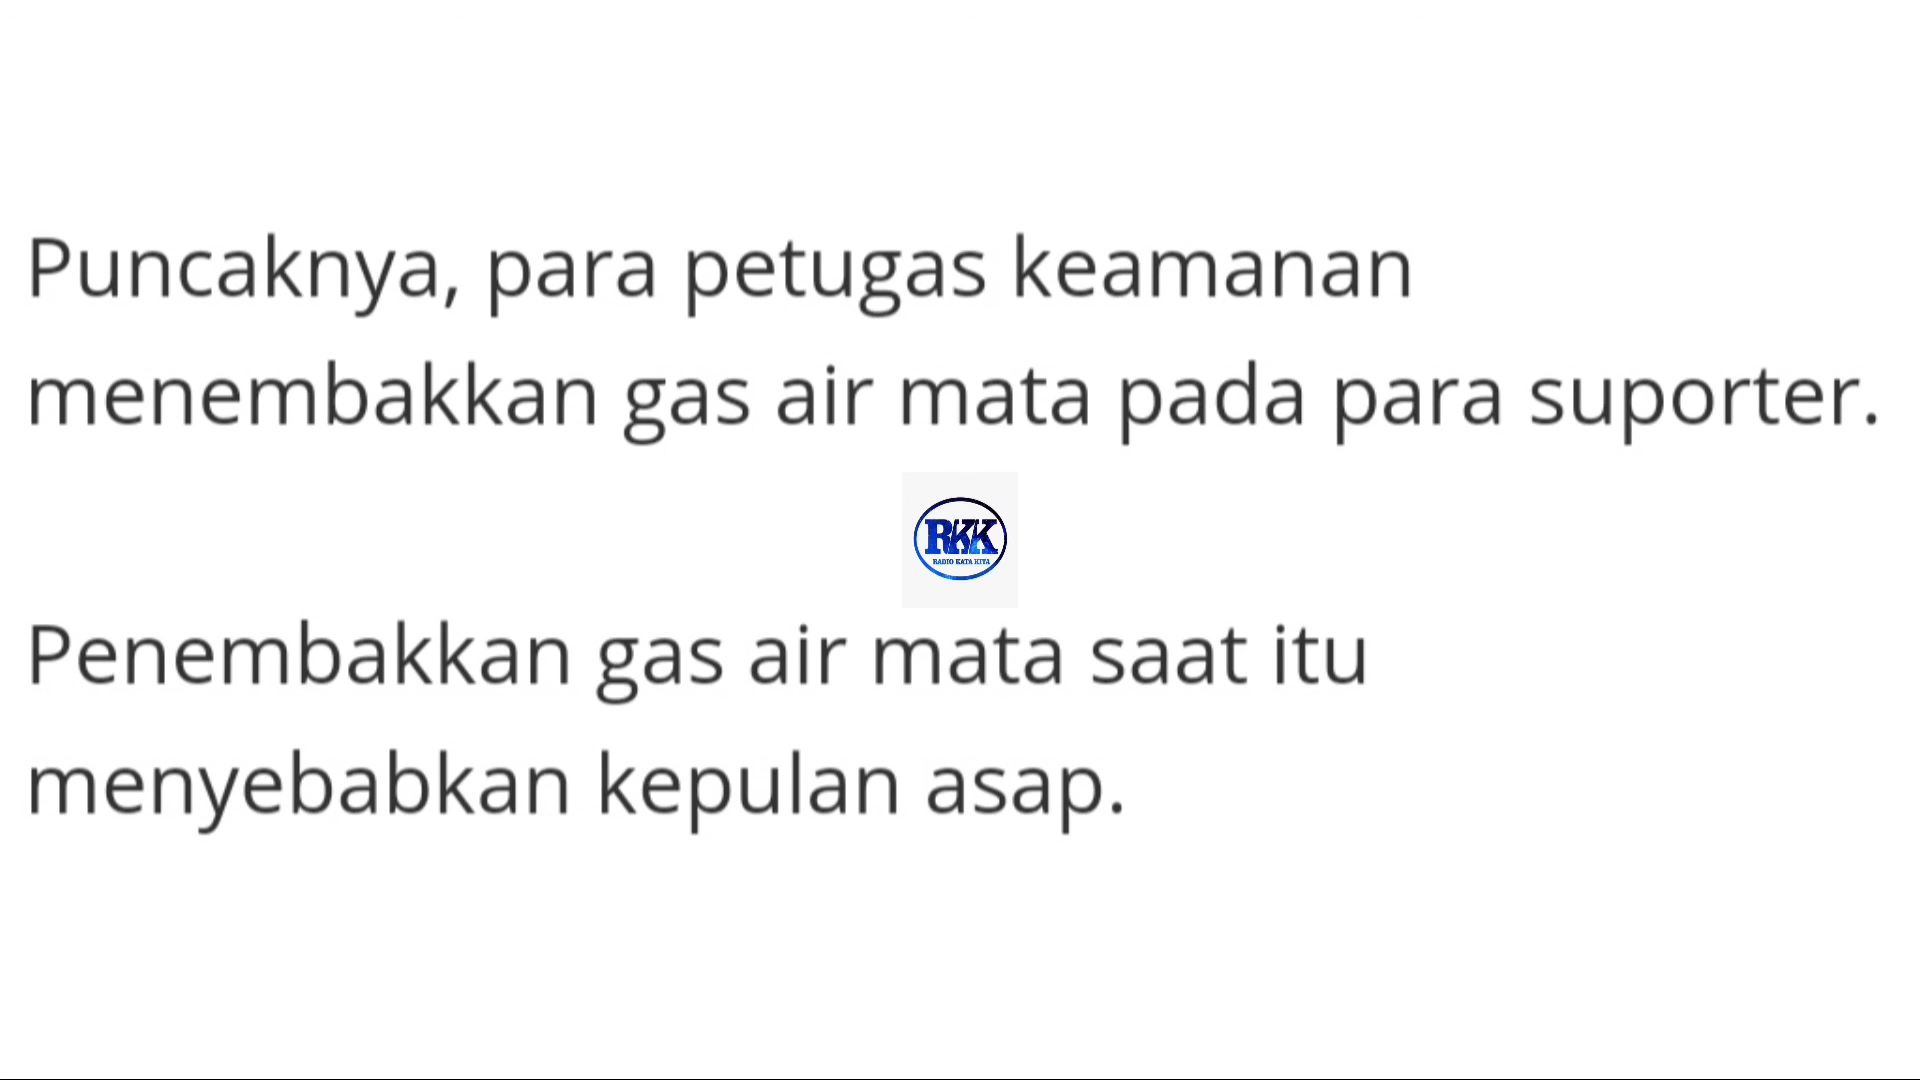 Puncaknya, para petugas keamanan
menembakkan gas air mata pada para suporter.
RKK
RADIO KATA KITA
Penembakkan gas air mata saat itu
menyebabkan kepulan asap.